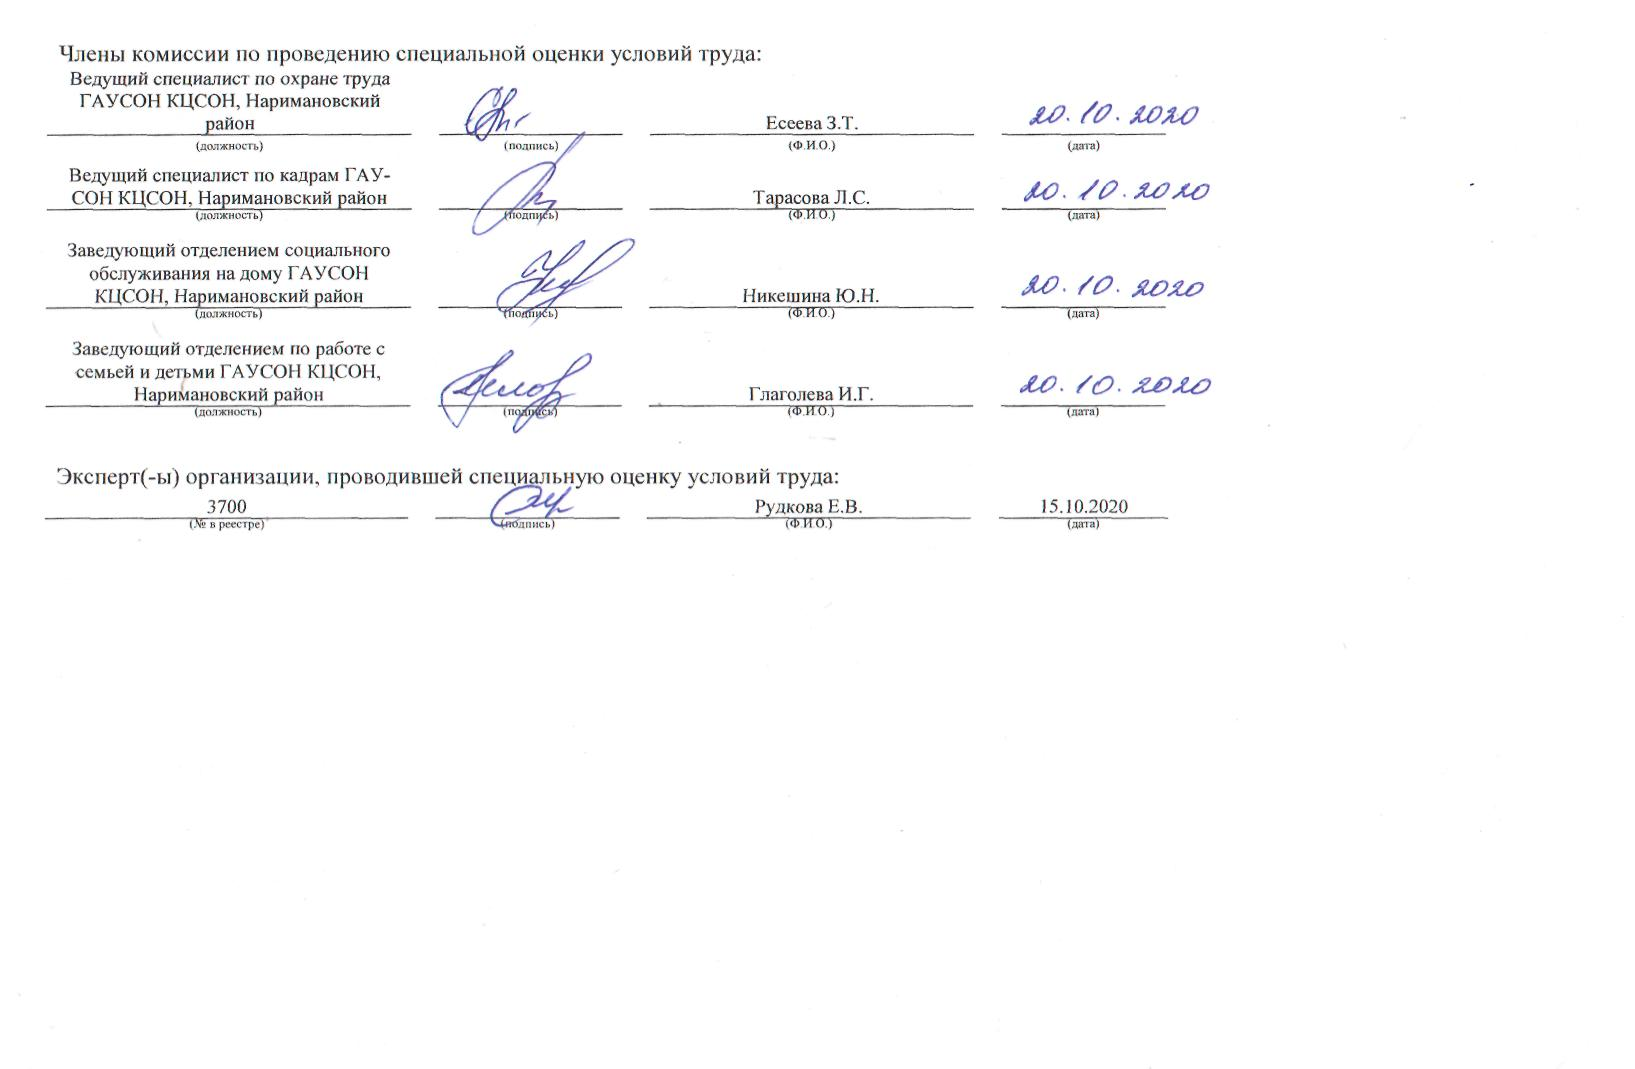 Члены комиссии по проведению специальной оценки условий труда:
Ведущий специалист по охране труда
ГАУСОН КЦСОН, Наримановский
район Есеева З.Т. 20.10.2020
(должность) (подпись) (Ф.И.О.) (дата)
Ведущий специалист по кадрам ГАУ-
СОН КЦСОН, Наримановский район Тарасова Л.С. 20.10.2020
(должность) (подпись) (Ф.И.О.) (дата)
Заведующий отделением социального
обслуживания на дому ГАУСОН
КЦСОН, Наримановский район Никешина Ю.Н. 20.10.2020
(должность) (подпись) (Ф.И.О.) (дата)
Заведующий отделением по работе с
семьей и детьми ГАУСОН КЦСОН,
Наримановский район Глаголева И.Г. 20.10.2020
(должность) (подпись) (Ф.И.О.) (дата)
Эксперт(-ы) организации, проводившей специальную оценку условий труда:
3700 Рудкова Е.В. 15.10.2020
(№ в реестре) (подпись) (Ф.И.О.) (дата)